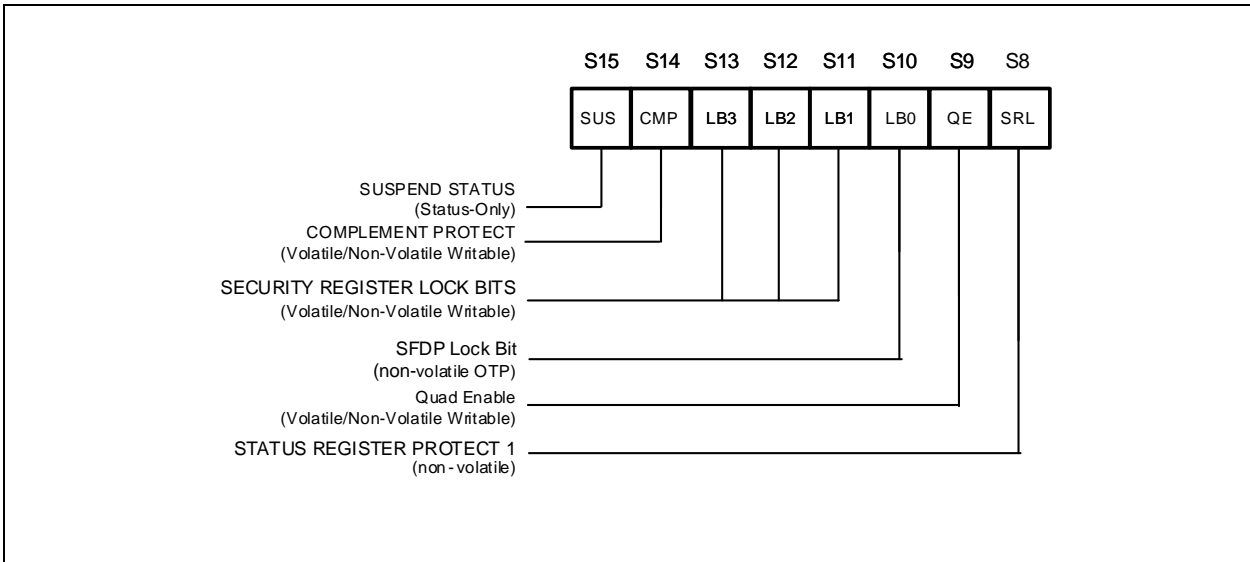 S15 S14 S13 S12 S11 S10 S9 S8
SUS CMP LB3 LB2 LB1 LB0 QE SRL
SUSPEND STATUS
(Status-Only)
COMPLEMENT PROTECT
(Volatile/Non-Volatile Writable)
SECURITY REGISTER LOCK BITS
(Volatile/Non-Volatile Writable)
SFDP Lock Bit
(non-volatile OTP)
Quad Enable
(Volatile/Non-Volatile Writable)
STATUS REGISTER PROTECT 1
(non-volatile)